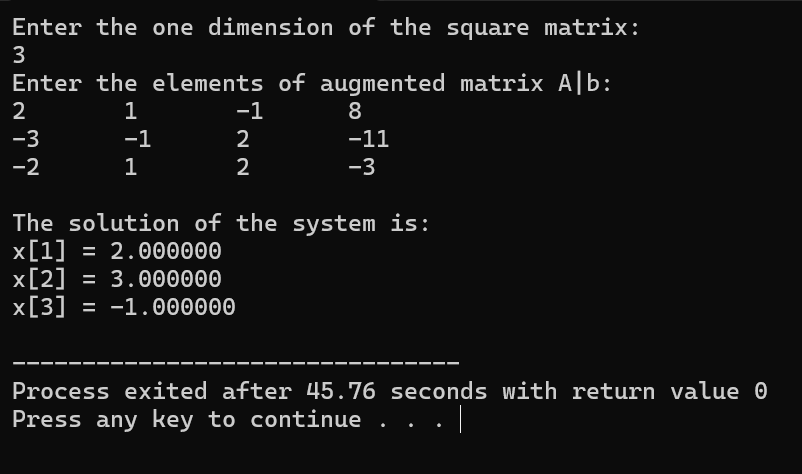 Enter the one dimension of the square matrix:
3
Enter the elements of augmented matrix A|b:
2       1       -1      8
-3      -1      2       -11
-2      1       2       -3
The solution of the system is:
x[1] = 2.000000
x[2] = 3.000000
x[3] = -1.000000
--------------------------------
Process exited after 45.76 seconds with return value 0
Press any key to continue . . .